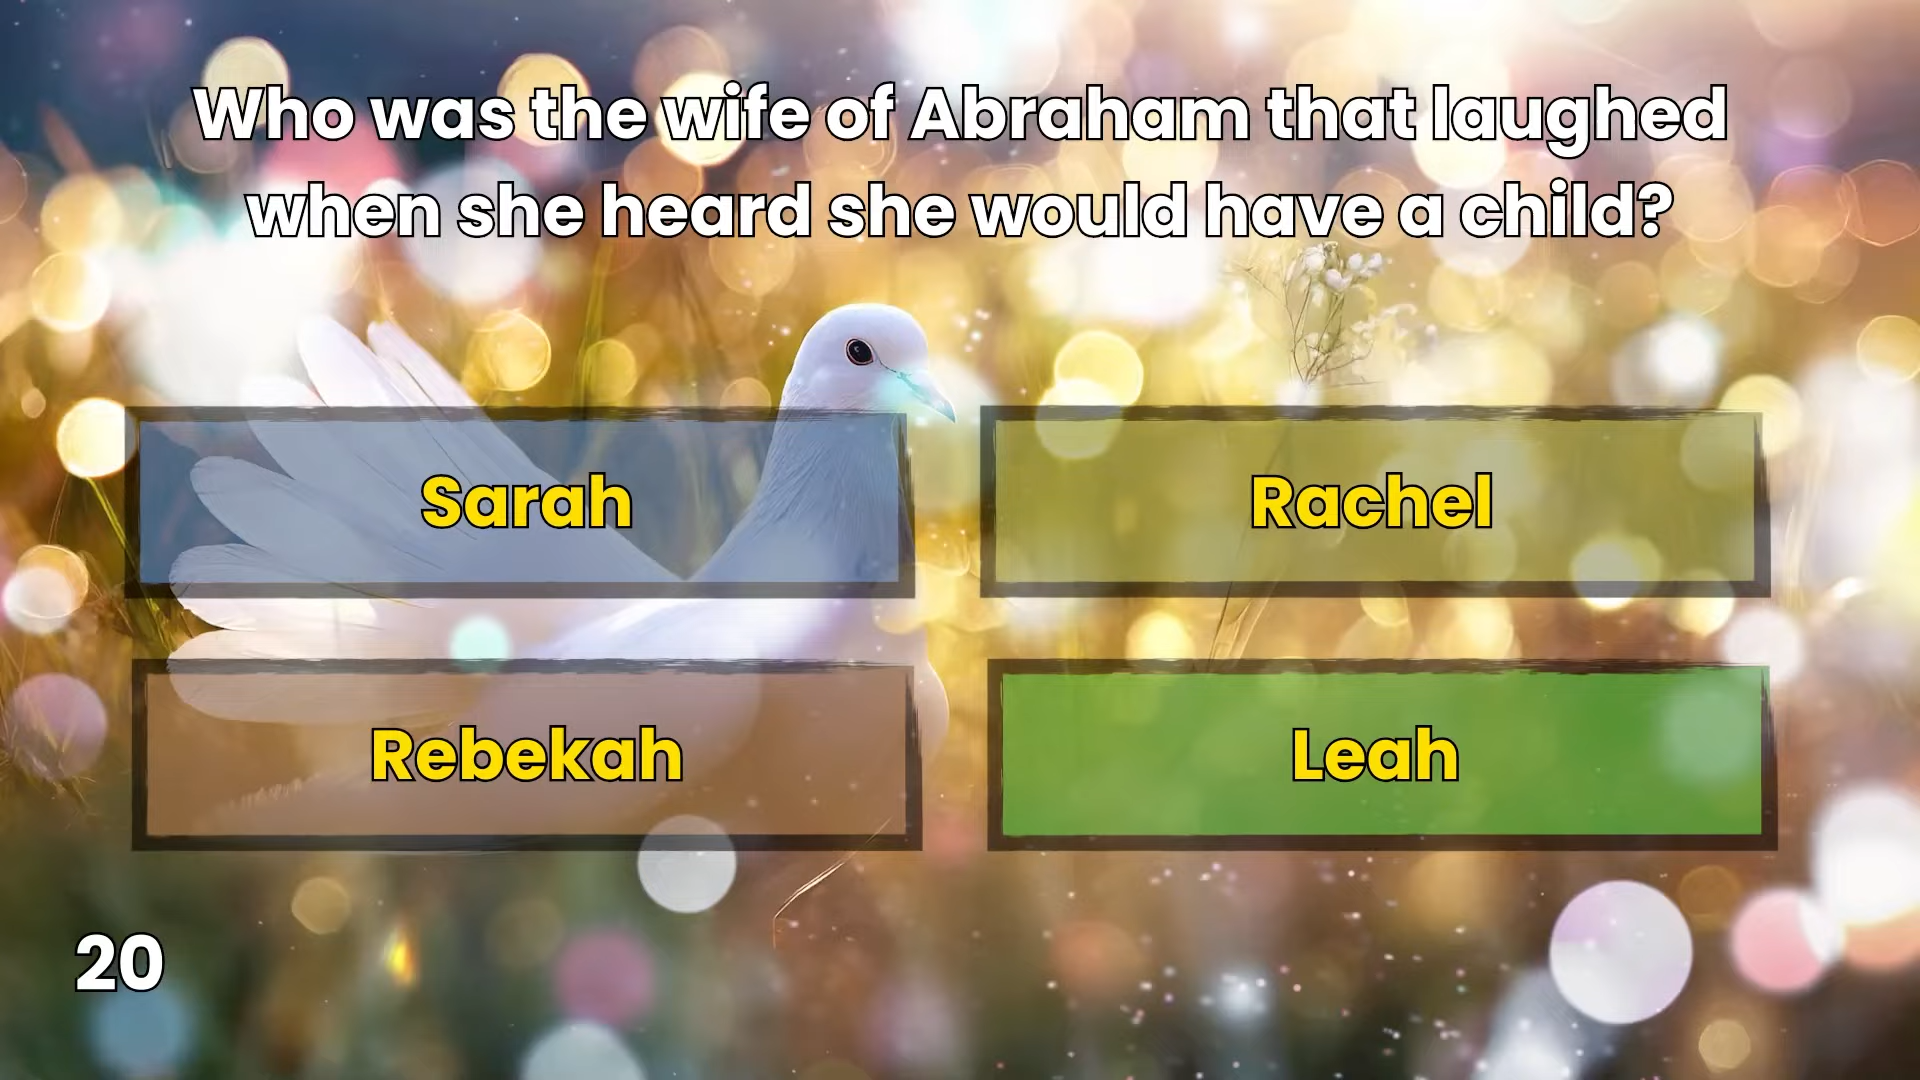 Who was the wife of Abraham that laughed
when she heard she would have a child?
Sarah
Rachel
Rebekah
Leah
20